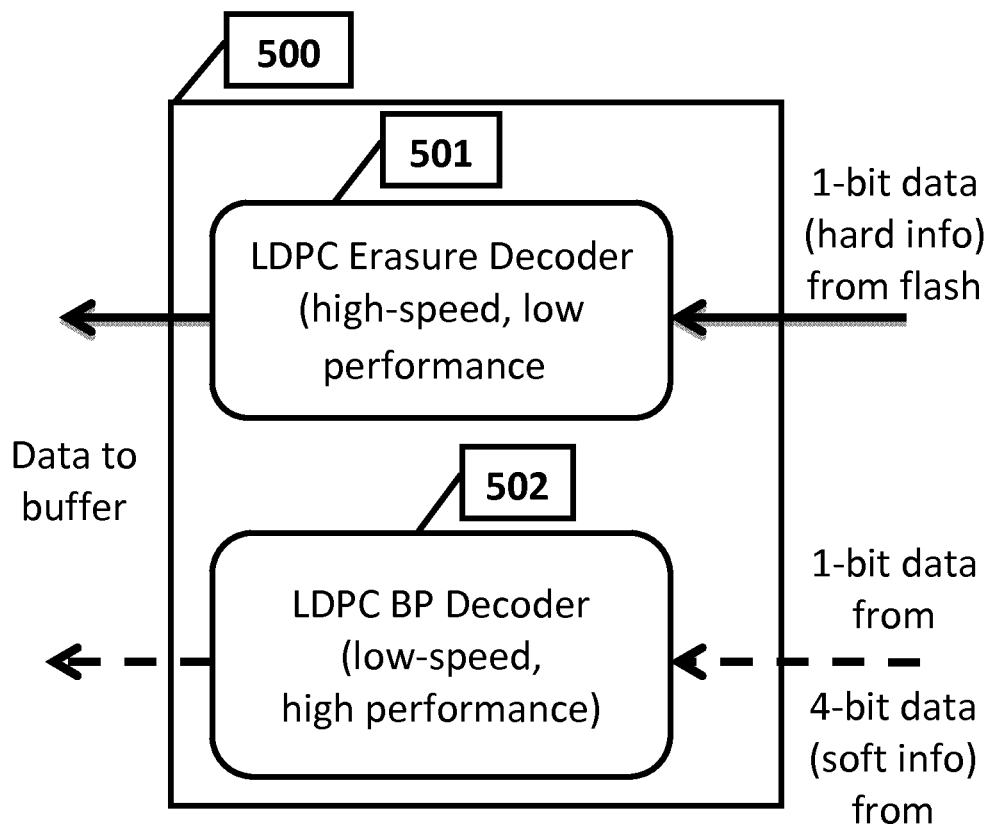 500
501
LDPC Erasure Decoder
(high-speed, low
performance
1-bit data
(hard info)
from flash
Data to
buffer
502
LDPC BP Decoder
(low-speed,
high performance)
1-bit data
from
4-bit data
(soft info)
from